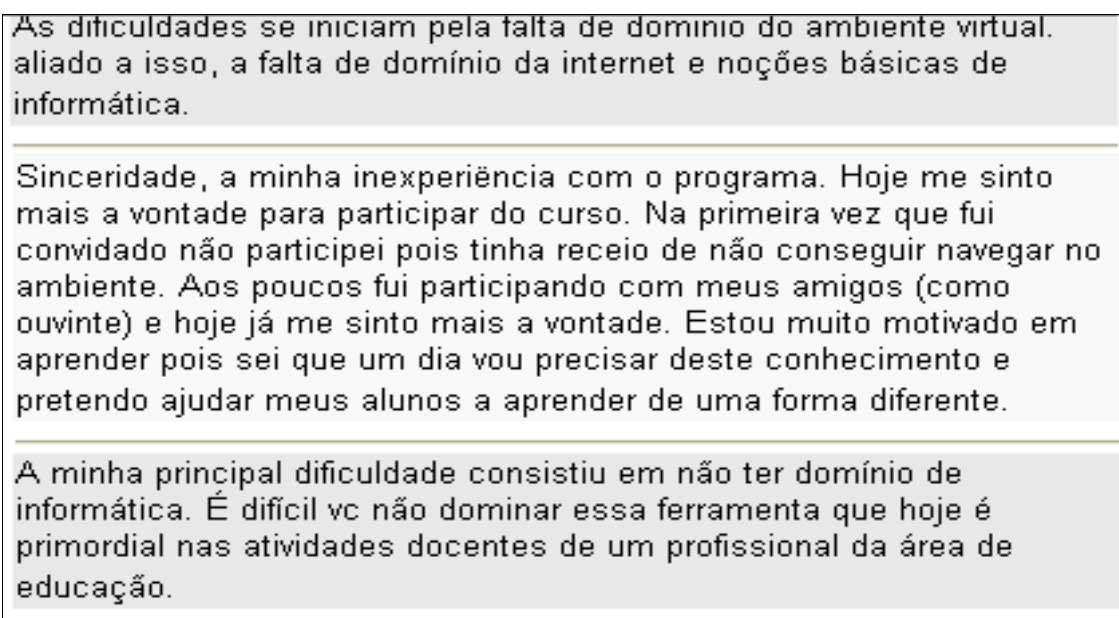 As dificuldades se iniciam pela falta de domínio do ambiente virtual.
aliado a isso, a falta de domínio da internet e noções básicas de
informática.
Sinceridade, a minha inexperiëncia com o programa. Hoje me sinto
mais a vontade para participar do curso. Na primeira vez que fui
convidado não participei pois tinha receio de não conseguir navegar no
ambiente. Aos poucos fui participando com meus amigos (como
ouvinte) e hoje já me sinto mais a vontade. Estou muito motivado em
aprender pois sei que um dia vou precisar deste conhecimento e
pretendo ajudar meus alunos a aprender de uma forma diferente.
A minha principal dificuldade consistiu em não ter domínio de
informática. É difícil vc não dominar essa ferramenta que hoje é
primordial nas atividades docentes de um profissional da área de
educação.